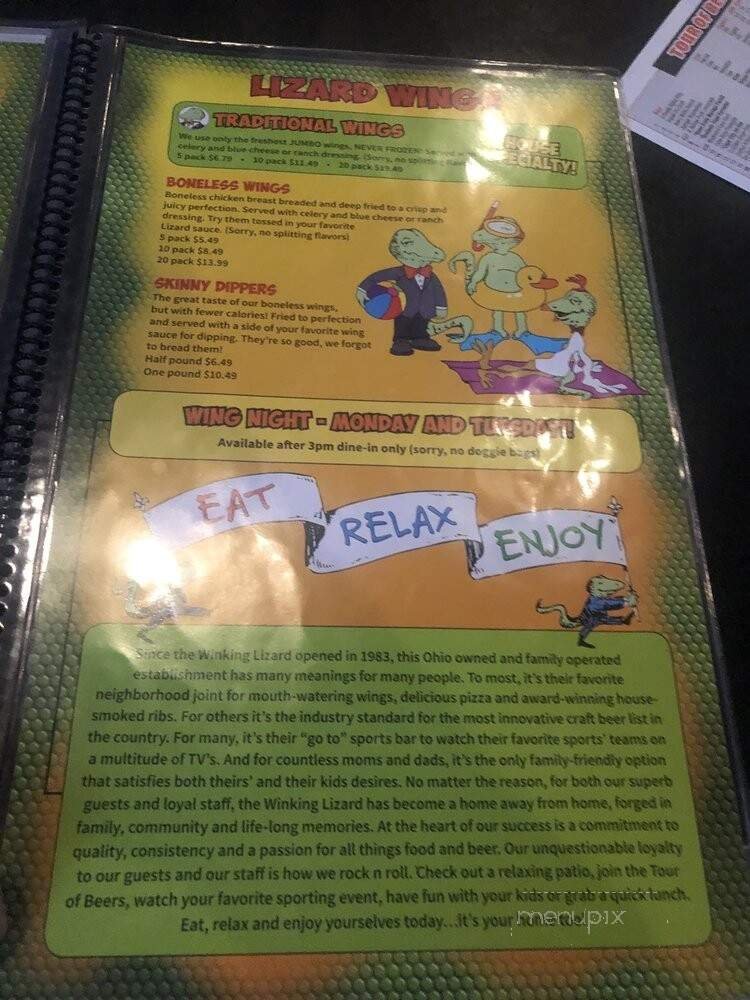 LIZARD WINGS
TRADITIONAL WINGS
HOUSE
SPECIALTY!
We use only the freshest JUMBO wings, NEVER FROZEN! Served
celery and blue cheese or ranch dressing. (Sorry, no splitting
5 pack $6.79 • 10 pack $11.49 • 20 pack $19.49
BONELESS WINGS
Boneless chicken breast breaded and deep fried to a crisp and
juicy perfection. Served with celery and blue cheese or ranch
dressing. Try them tossed in your favorite
Lizard sauce. (Sorry, no splitting flavors)
5 pack $5.49
10 pack $8.49
20 pack $13.99
SKINNY DIPPERS
The great taste of our boneless wings,
but with fewer calories! Fried to perfection
and served with a side of your favorite wing
sauce for dipping. They're so good, we forgot
to bread them!
Half pound $6.49
One pound $10.49
WING NIGHT - MONDAY AND TUESDAY!
Available after 3pm dine-in only (sorry, no doggie bags)
EAT
RELAX
ENJOY
Since the Winking Lizard opened in 1983, this Ohio owned and family operated
establishment has many meanings for many people. To most, it's their favorite
neighborhood joint for mouth-watering wings, delicious pizza and award-winning house-
smoked ribs. For others it's the industry standard for the most innovative craft beer list in
the country. For many, it's their "go to" sports bar to watch their favorite sports' teams on
a multitude of TV's. And for countless moms and dads, it's the only family-friendly option
that satisfies both theirs' and their kids desires. No matter the reason, for both our superb
guests and loyal staff, the Winking Lizard has become a home away from home, forged in
family, community and life-long memories. At the heart of our success is a commitment to
quality, consistency and a passion for all things food and beer. Our unquestionable loyalty
to our guests and our staff is how we rock n roll. Check out a relaxing patio, join the Tour
of Beers, watch your favorite sporting event, have fun with your kids or grab a quick lunch.
Eat, relax and enjoy yourselves today...it's your home too!
menupix
TOUR OF